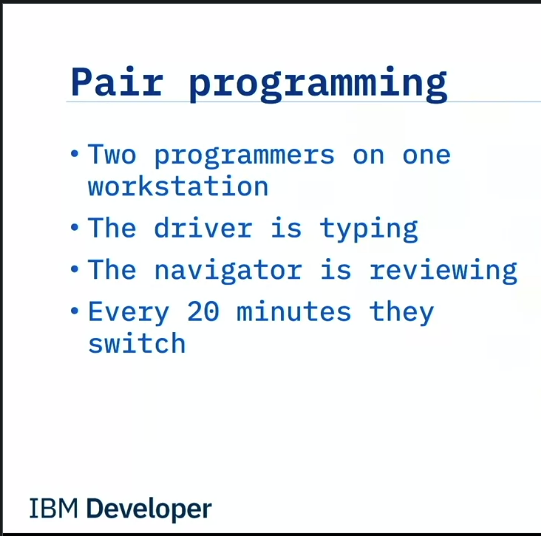 Pair programming
• Two programmers on one
workstation
• The driver is typing
• The navigator is reviewing
• Every 20 minutes they
switch
IBM Developer